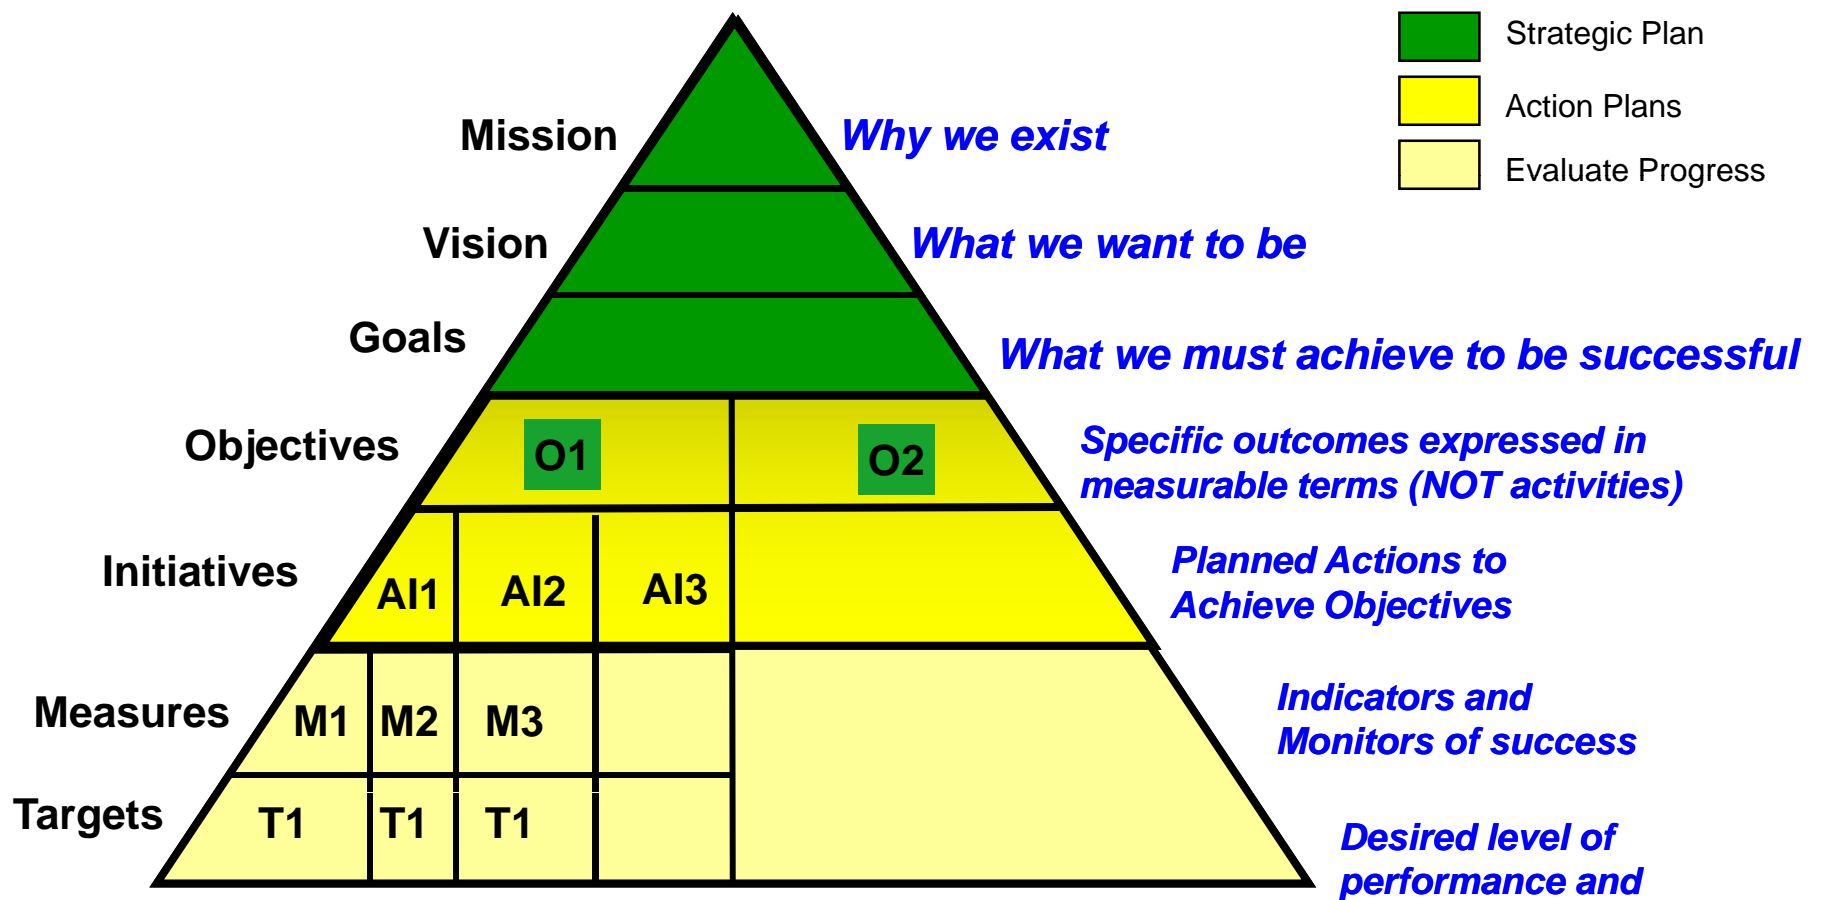 Strategic Plan
Action Plans
Evaluate Progress
Mission
Why we exist
Vision
What we want to be
Goals
What we must achieve to be successful
Objectives
O1
O2
Specific outcomes expressed in
measurable terms (NOT activities)
Initiatives
AI1
AI2
AI3
Planned Actions to
Achieve Objectives
Measures
M1
M2
M3
Indicators and
Monitors of success
Targets
T1
T1
T1
Desired level of
performance and